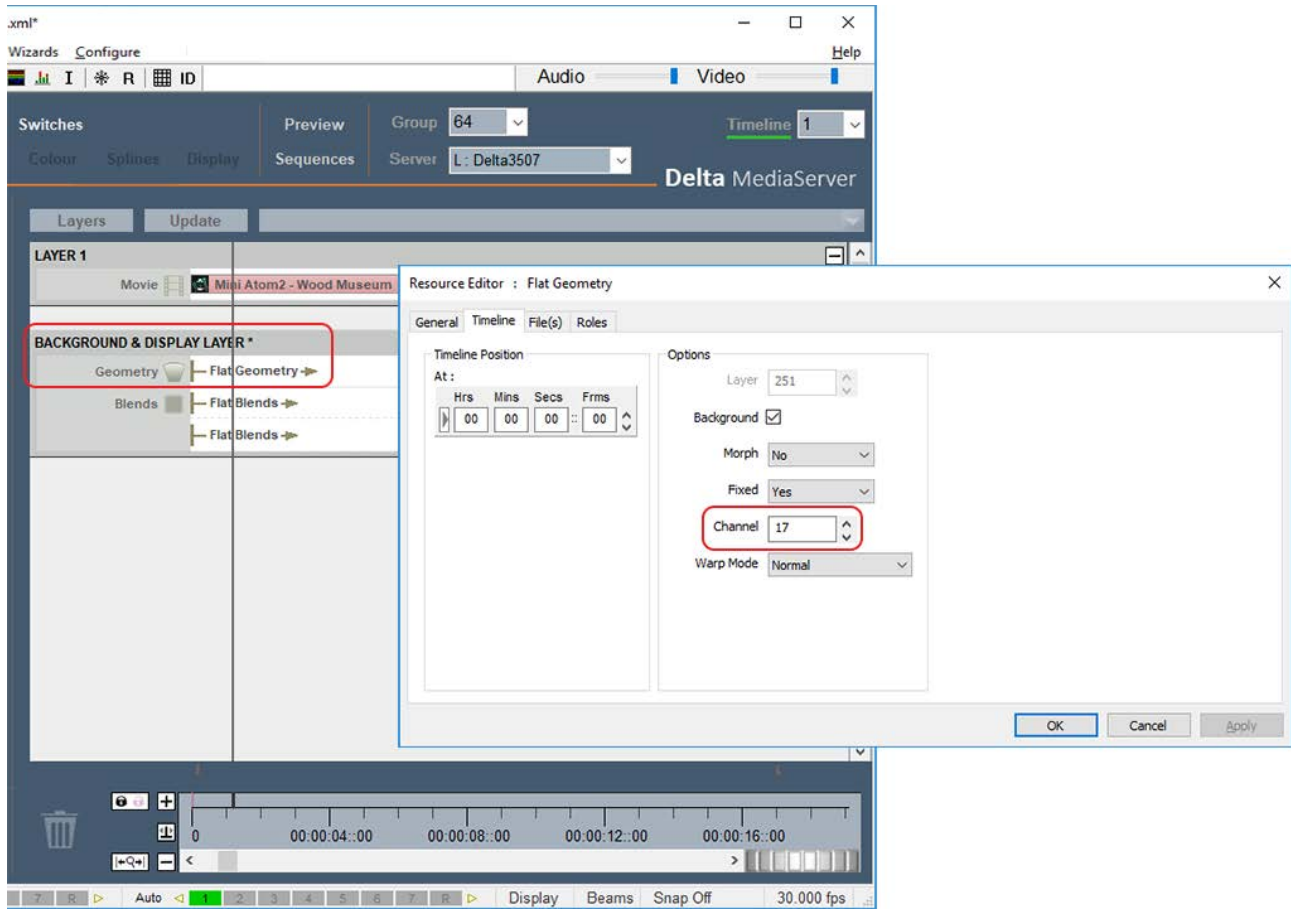 .xml*
Wizards Configure Help
I R ID Audio Video
Switches Preview Group 64 Timeline 1
Colour Splines Display Sequences Server L : Delta3507
Delta MediaServer
Layers Update
LAYER 1
Movie Mini Atom2 - Wood Museum
BACKGROUND & DISPLAY LAYER *
Geometry Flat Geometry
Blends Flat Blends
Flat Blends
Resource Editor : Flat Geometry
General Timeline File(s) Roles
Timeline Position
At :
Hrs Mins Secs Frms
00 00 00 :: 00
Options
Layer 251
Background
Morph No
Fixed Yes
Channel 17
Warp Mode Normal
OK Cancel Apply
0 00:00:04::00 00:00:08::00 00:00:12::00 00:00:16::00
7 R Auto 1 2 3 4 5 6 7 R Display Beams Snap Off 30.000 fps